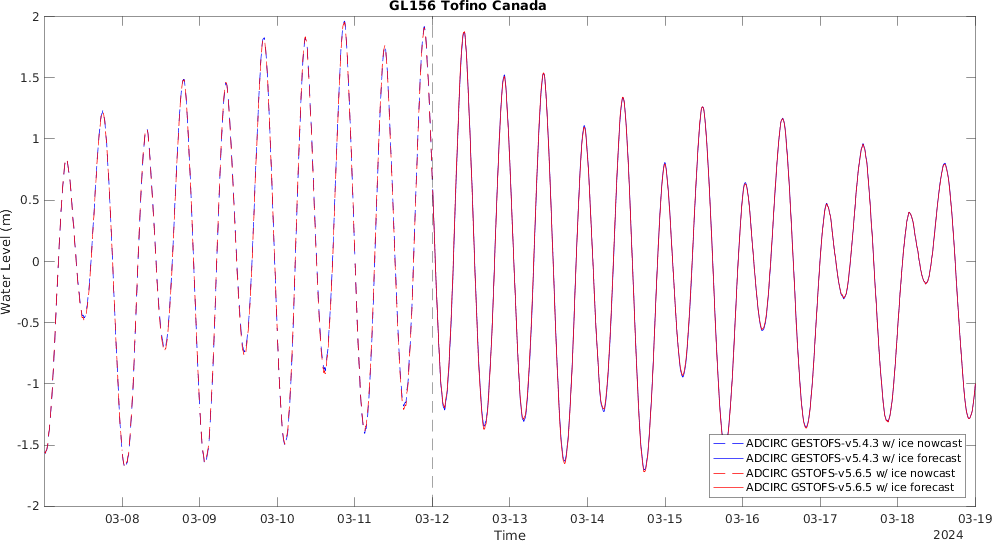 GL156 Tofino Canada
2
1.5
1
0.5
0
-0.5
-1
-1.5
-2
Water Level (m)
ADCIRC GESTOFS-v5.4.3 w/ ice nowcast
ADCIRC GESTOFS-v5.4.3 w/ ice forecast
ADCIRC GSTOFS-v5.6.5 w/ ice nowcast
ADCIRC GSTOFS-v5.6.5 w/ ice forecast
03-08 03-09 03-10 03-11 03-12 03-13 03-14 03-15 03-16 03-17 03-18 03-19
Time
2024